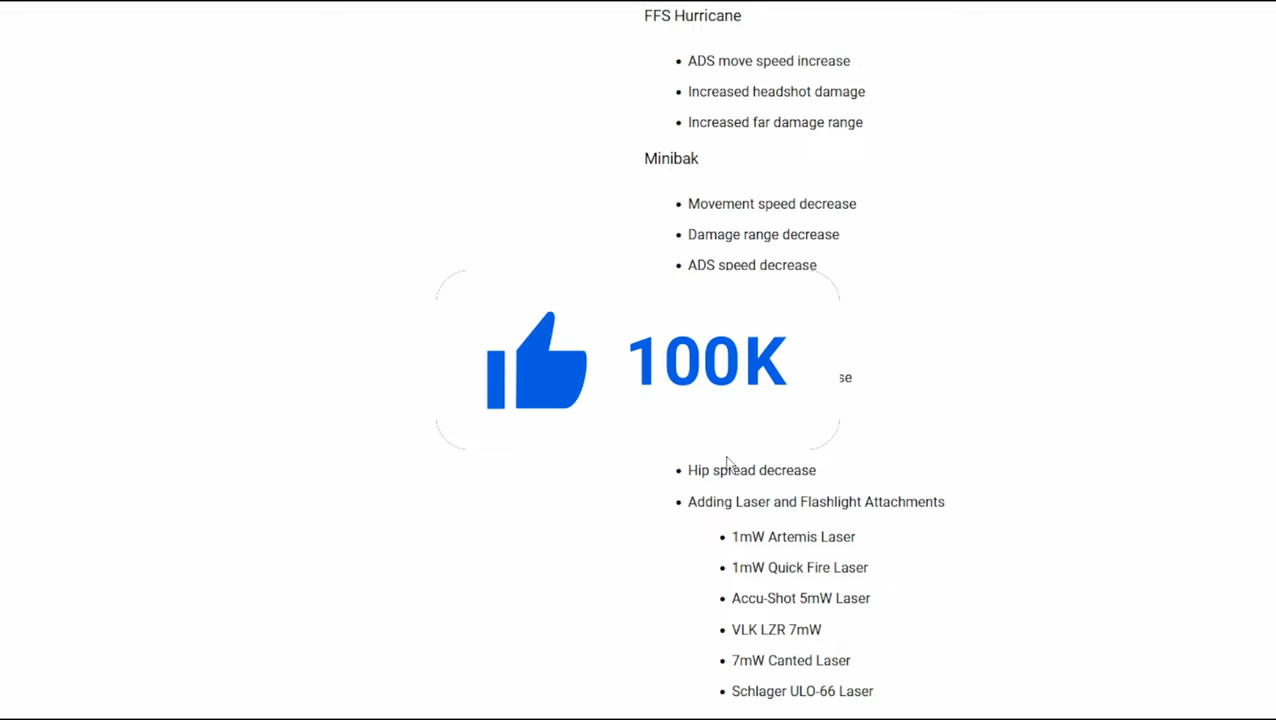 FFS Hurricane
• ADS move speed increase
• Increased headshot damage
• Increased far damage range
Minibak
• Movement speed decrease
• Damage range decrease
• ADS speed decrease
100K
se
• Hip spread decrease
• Adding Laser and Flashlight Attachments
• 1mW Artemis Laser
• 1mW Quick Fire Laser
• Accu-Shot 5mW Laser
• VLK LZR 7mW
• 7mW Canted Laser
• Schlager ULO-66 Laser